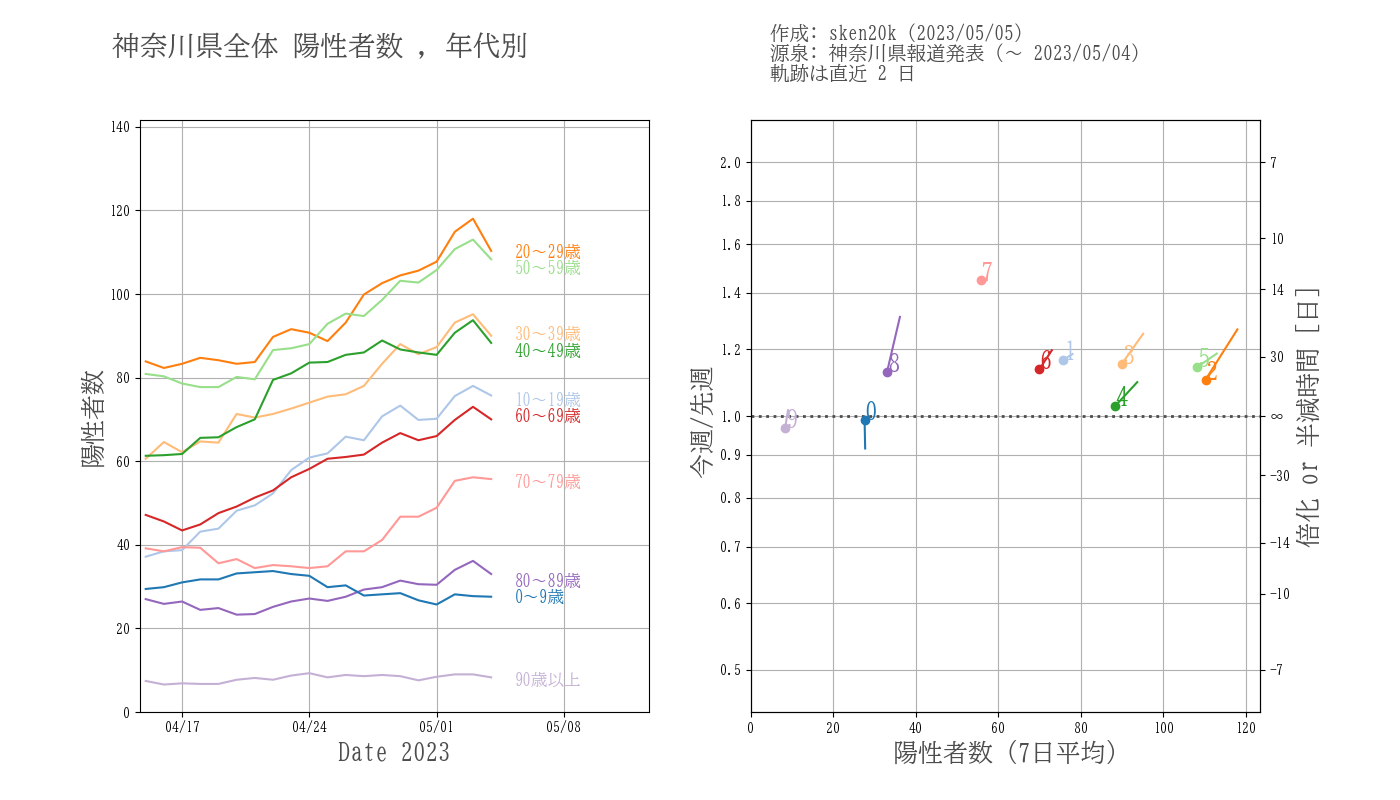 神奈川県全体 陽性者数 , 年代別
作成: sken20k (2023/05/05)
源泉: 神奈川県報道発表 (〜 2023/05/04)
軌跡は直近 2 日
陽性者数
140
120
100
80
60
40
20
0
20〜29歳
50〜59歳
30〜39歳
40〜49歳
10〜19歳
60〜69歳
70〜79歳
80〜89歳
0〜9歳
90歳以上
04/17 04/24 05/01 05/08
Date 2023
今週/先週
2.0
1.8
1.6
1.4
1.2
1.0
0.9
0.8
0.7
0.6
0.5
7
8
6
1
3
5
2
4
0
9
7
10
14
30
∞
-30
-14
-10
-7
倍化 or 半減時間 [日]
0 20 40 60 80 100 120
陽性者数 (7日平均)